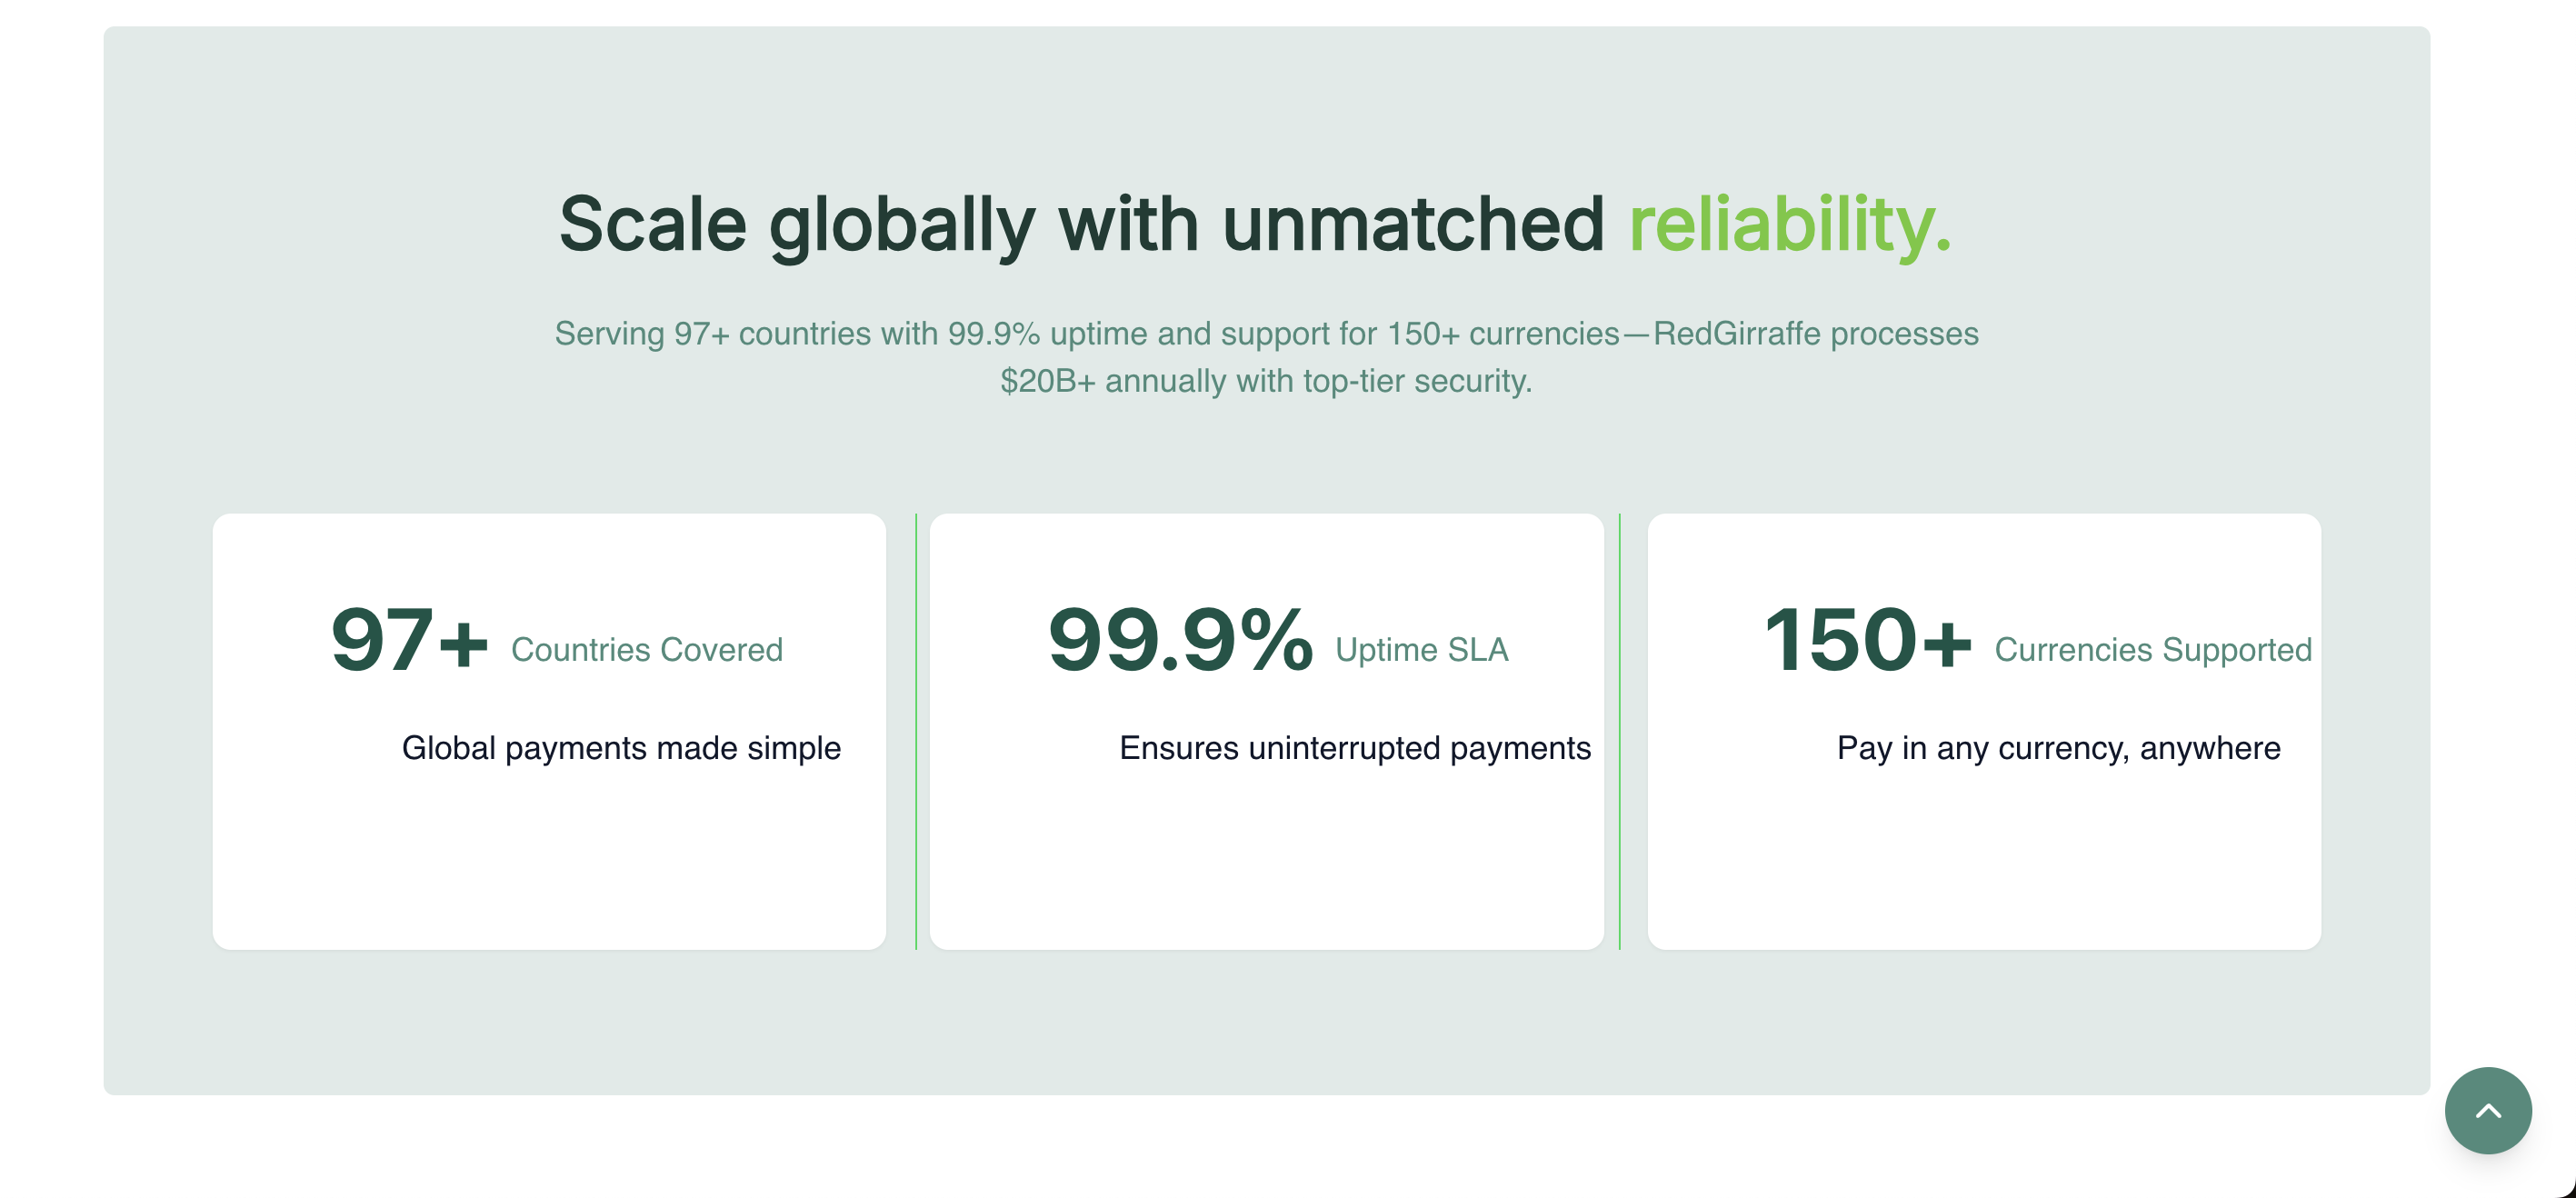 Scale globally with unmatched reliability.
Serving 97+ countries with 99.9% uptime and support for 150+ currencies—RedGirraffe processes
$20B+ annually with top-tier security.
97+ Countries Covered
Global payments made simple
99.9% Uptime SLA
Ensures uninterrupted payments
150+ Currencies Supported
Pay in any currency, anywhere